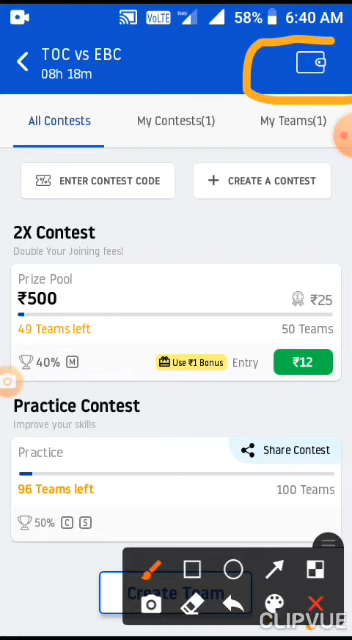 VoLTE 58% 6:40 AM
TOC vs EBC
08h 18m
All Contests My Contests(1) My Teams(1)
ENTER CONTEST CODE + CREATE A CONTEST
2X Contest
Double Your Joining fees!
Prize Pool
₹500 ₹25
49 Teams left 50 Teams
40% M Use ₹1 Bonus Entry ₹12
Practice Contest
Improve your skills
Practice Share Contest
96 Teams left 100 Teams
50% C S
Create Team
CLIPVUE